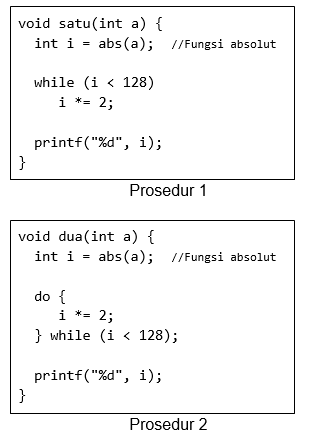 void satu(int a) {
int i = abs(a); //Fungsi absolut
while (i < 128)
i *= 2;
printf("%d", i);
}
Prosedur 1
void dua(int a) {
int i = abs(a); //Fungsi absolut
do {
i *= 2;
} while (i < 128);
printf("%d", i);
}
Prosedur 2